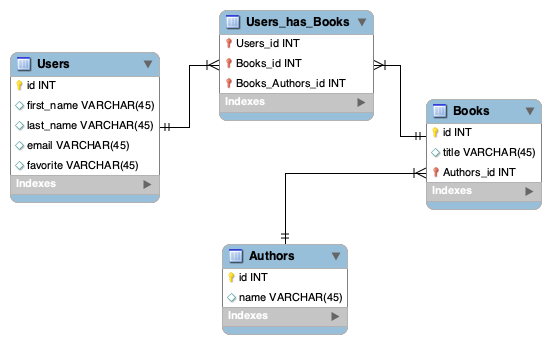 Users_has_Books
Users_id INT
Books_id INT
Books_Authors_id INT
Indexes
Users
id INT
first_name VARCHAR(45)
last_name VARCHAR(45)
email VARCHAR(45)
favorite VARCHAR(45)
Indexes
Books
id INT
title VARCHAR(45)
Authors_id INT
Indexes
Authors
id INT
name VARCHAR(45)
Indexes